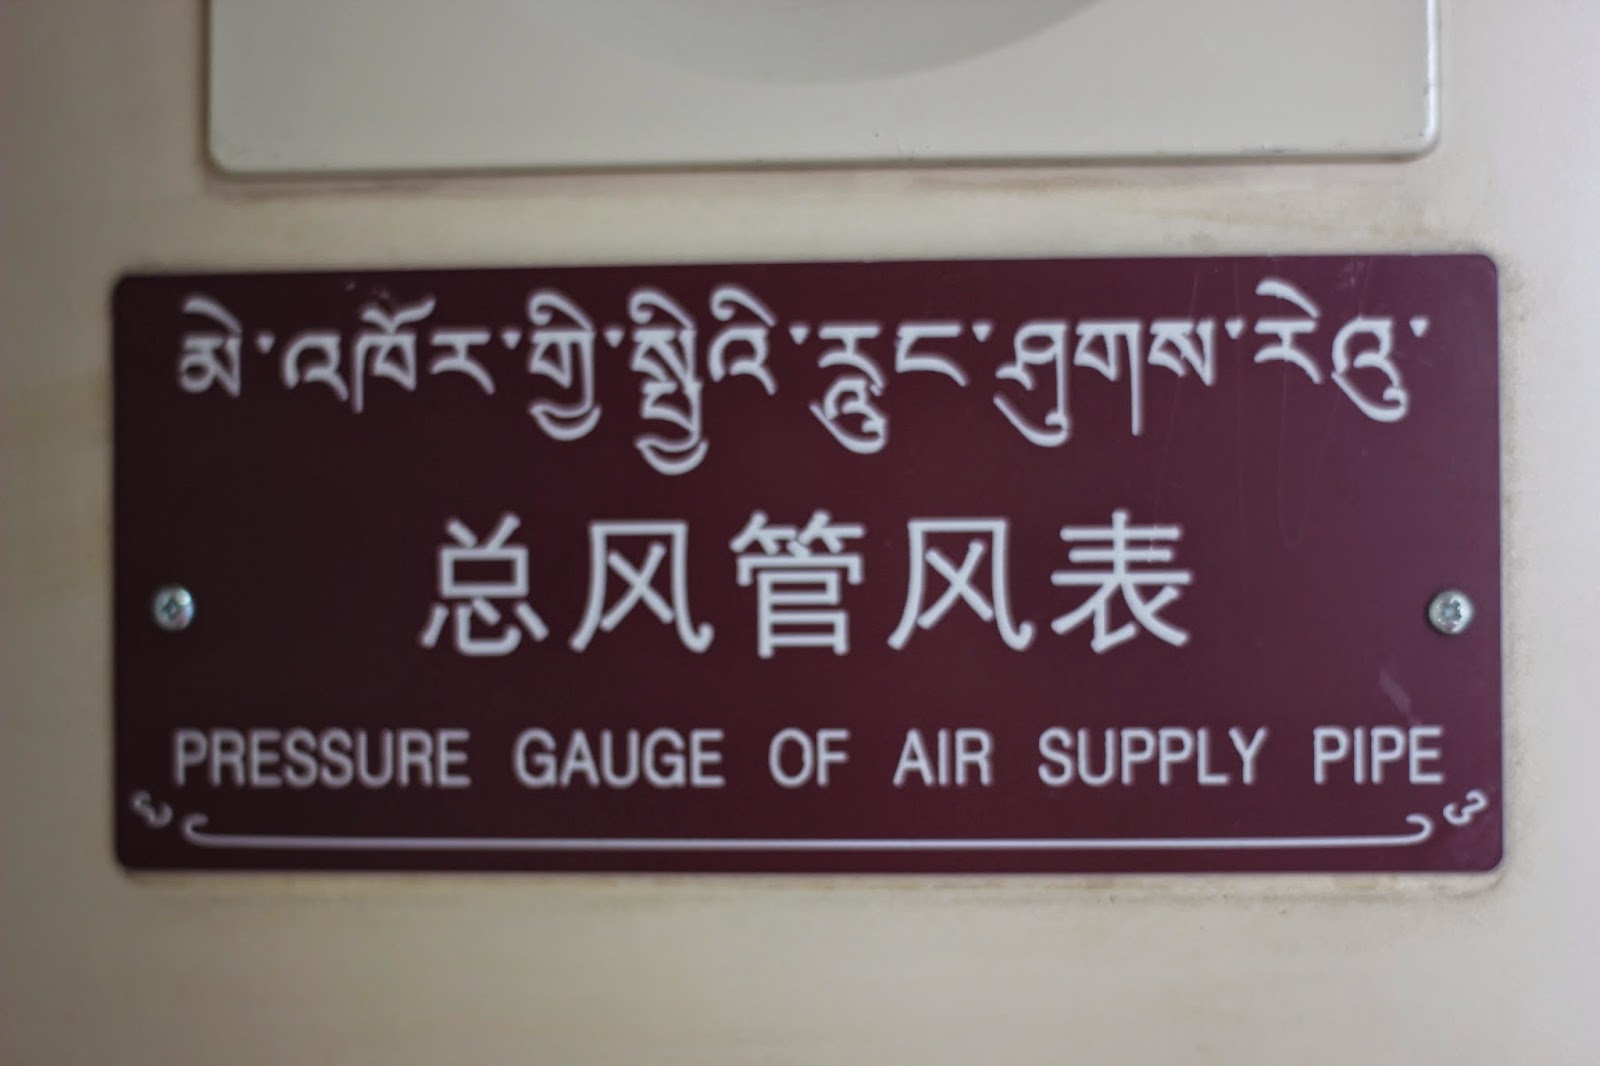 མེ་འཁོར་གྱི་སྤྱིའི་རླུང་ཤུགས་རེའུ་
总风管风表
PRESSURE GAUGE OF AIR SUPPLY PIPE